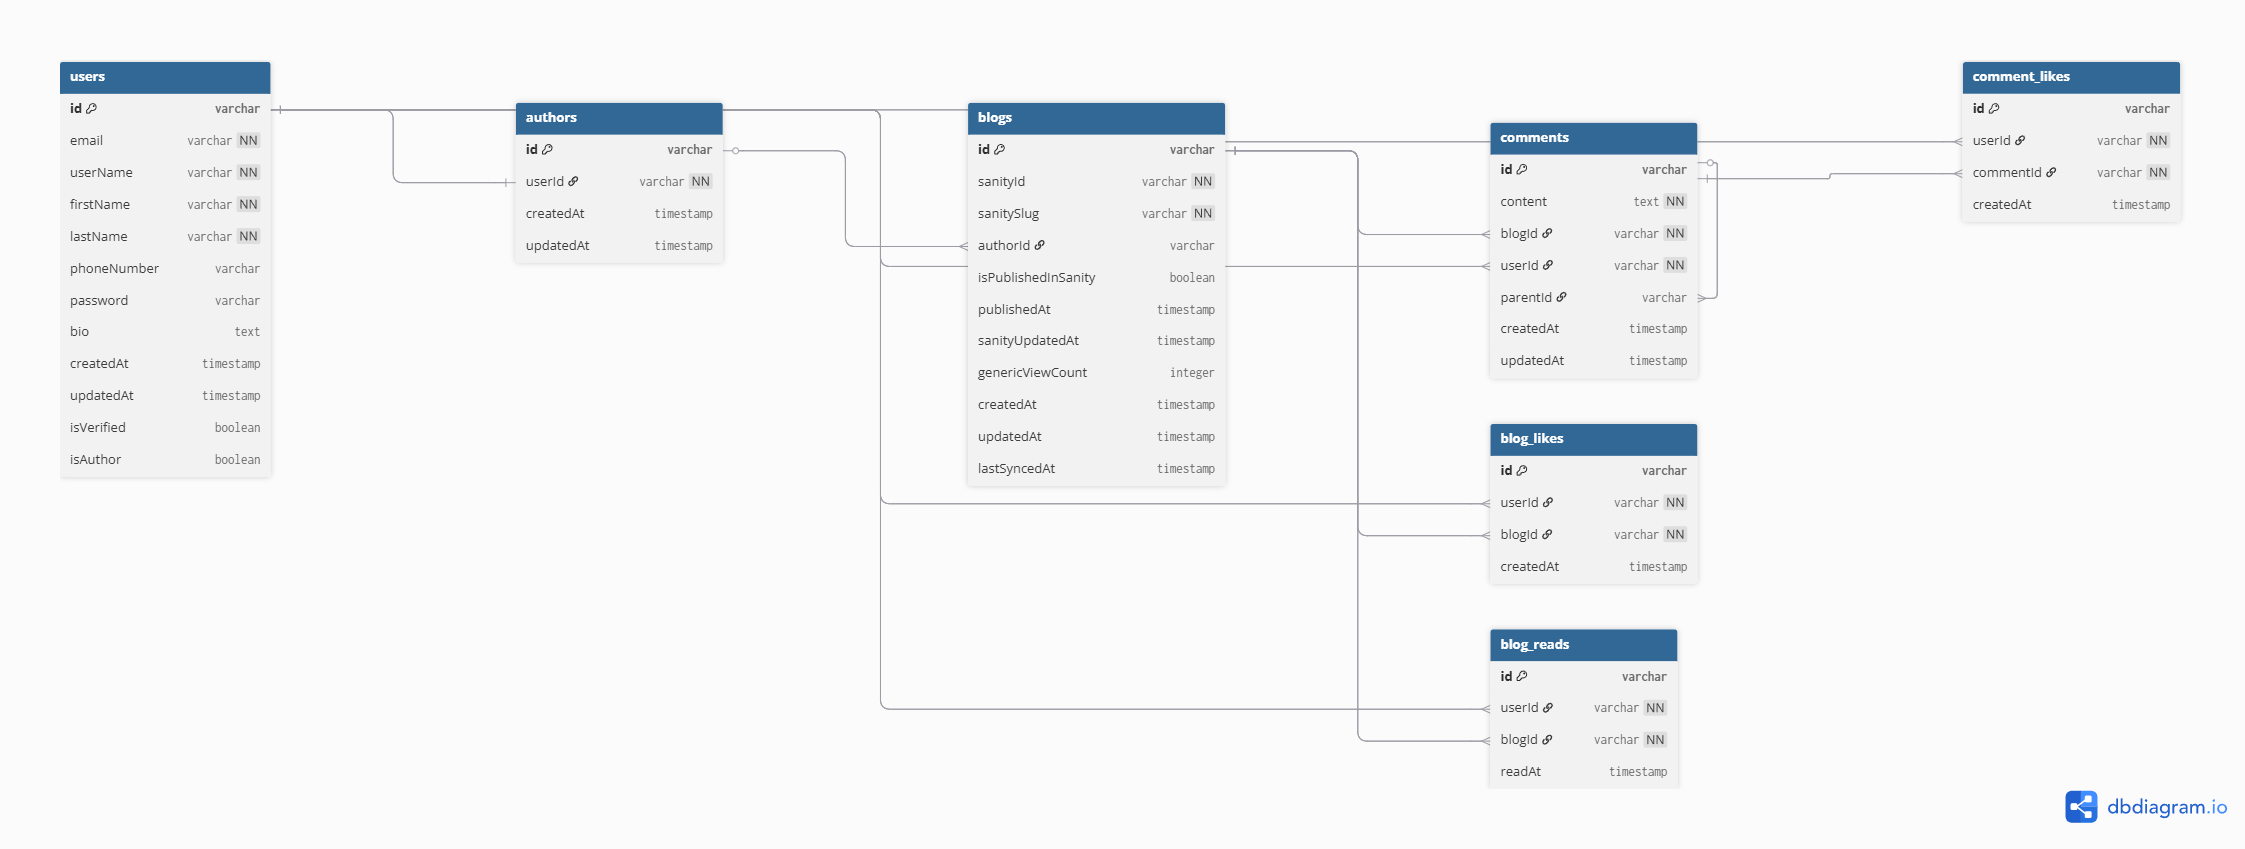 users
id varchar
email varchar NN
userName varchar NN
firstName varchar NN
lastName varchar NN
phoneNumber varchar
password varchar
bio text
createdAt timestamp
updatedAt timestamp
isVerified boolean
isAuthor boolean
authors
id varchar
userId varchar NN
createdAt timestamp
updatedAt timestamp
blogs
id varchar
sanityId varchar NN
sanitySlug varchar NN
authorId varchar
isPublishedInSanity boolean
publishedAt timestamp
sanityUpdatedAt timestamp
genericViewCount integer
createdAt timestamp
updatedAt timestamp
lastSyncedAt timestamp
comments
id varchar
content text NN
blogId varchar NN
userId varchar NN
parentId varchar
createdAt timestamp
updatedAt timestamp
blog_likes
id varchar
userId varchar NN
blogId varchar NN
createdAt timestamp
blog_reads
id varchar
userId varchar NN
blogId varchar NN
readAt timestamp
comment_likes
id varchar
userId varchar NN
commentId varchar NN
createdAt timestamp
dbdiagram.io